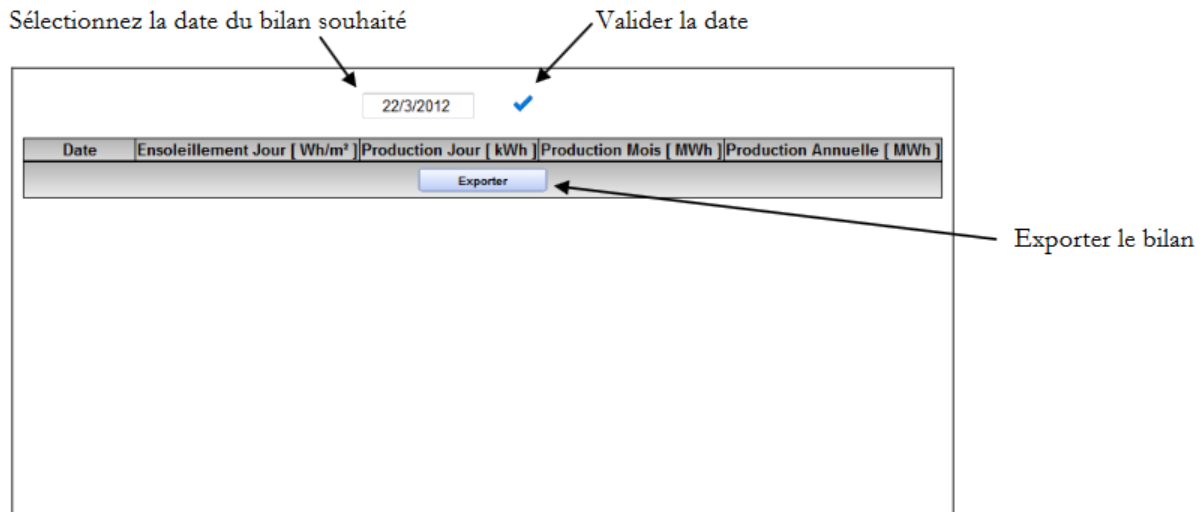 Sélectionnez la date du bilan souhaité
Valider la date
22/3/2012
Date Ensoleillement Jour [ Wh/m² ] Production Jour [ kWh ] Production Mois [ MWh ] Production Annuelle [ MWh ]
Exporter
Exporter le bilan